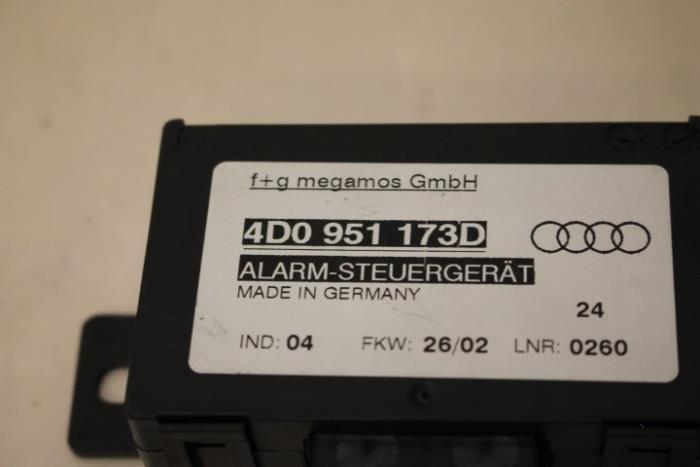 f+g megamos GmbH
4D0 951 173D
ALARM-STEUERGERÄT
MADE IN GERMANY
24
IND: 04 FKW: 26/02 LNR: 0260